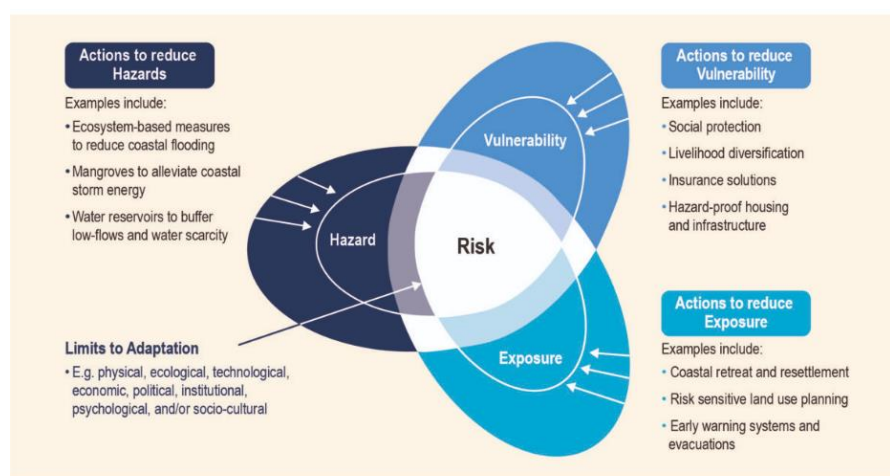 Actions to reduce
Hazards
Examples include:
• Ecosystem-based measures
to reduce coastal flooding
• Mangroves to alleviate coastal
storm energy
• Water reservoirs to buffer
low-flows and water scarcity
Limits to Adaptation
• E.g. physical, ecological, technological,
economic, political, institutional,
psychological, and/or socio-cultural
Hazard
Vulnerability
Risk
Exposure
Actions to reduce
Vulnerability
Examples include:
• Social protection
• Livelihood diversification
• Insurance solutions
• Hazard-proof housing
and infrastructure
Actions to reduce
Exposure
Examples include:
• Coastal retreat and resettlement
• Risk sensitive land use planning
• Early warning systems and
evacuations